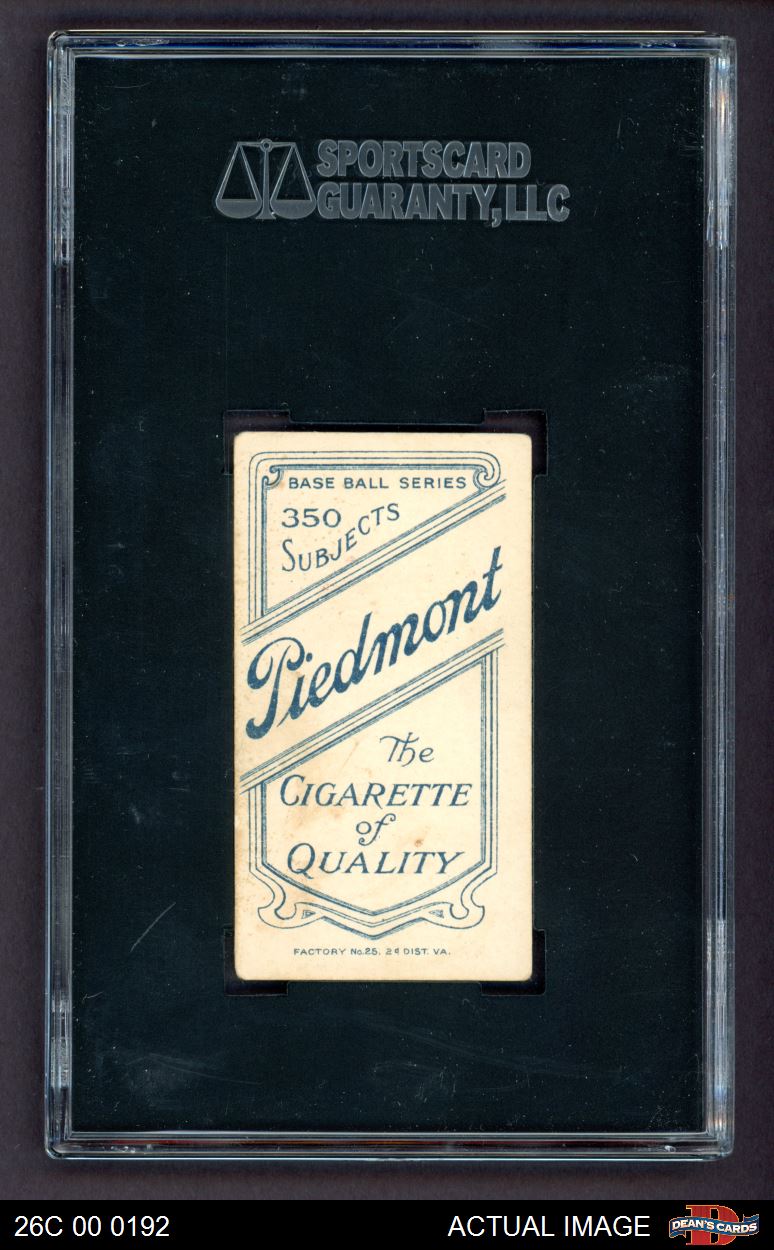 SPORTSCARD
GUARANTY, LLC
BASE BALL SERIES
350
SUBJECTS
Piedmont
The
CIGARETTE
of
QUALITY
FACTORY No. 25, 2d DIST. VA.
26C 00 0192
ACTUAL IMAGE
D
DEAN'S CARDS